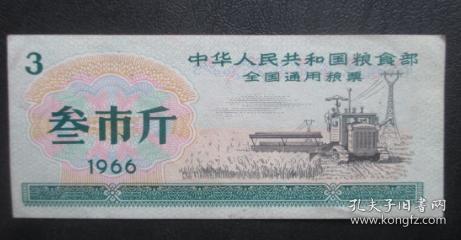 3
中华人民共和国粮食部
全国通用粮票
叁市斤
1966
孔夫子旧书网
www.kongfz.com